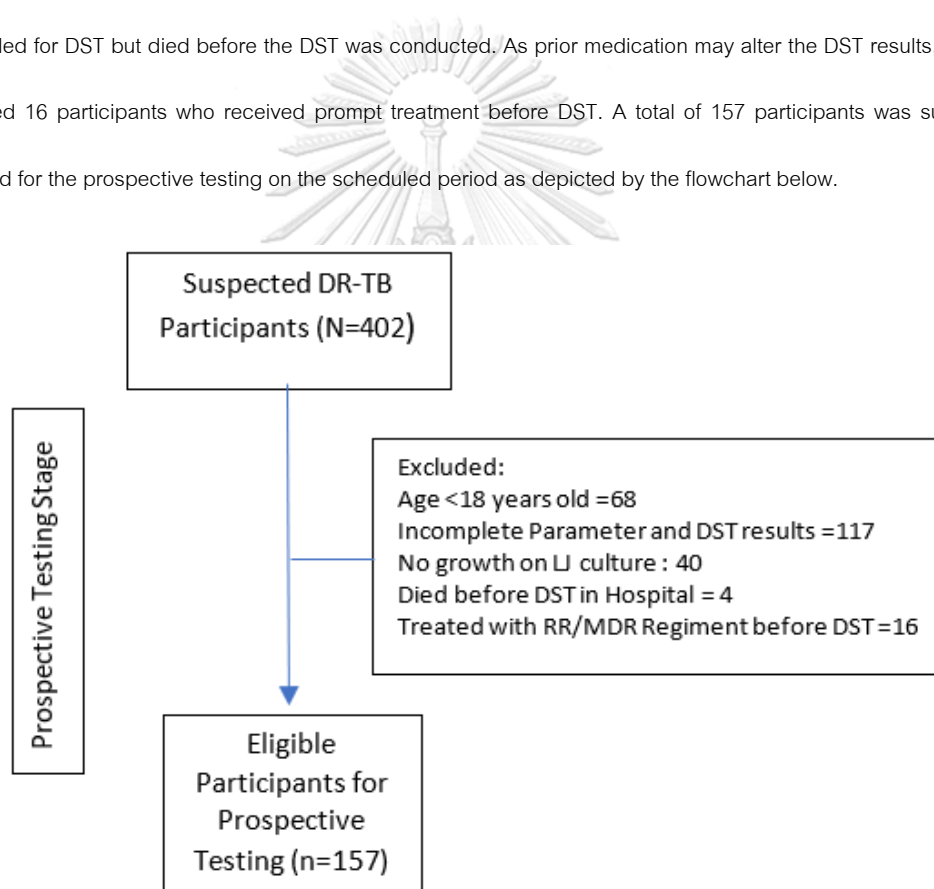 for DST but died before the DST was conducted. As prior medication may alter the DST results
16 participants who received prompt treatment before DST. A total of 157 participants was
for the prospective testing on the scheduled period as depicted by the flowchart below.
Suspected DR-TB
Participants (N=402)
Prospective Testing Stage
Excluded:
Age <18 years old =68
Incomplete Parameter and DST results =117
No growth on LJ culture : 40
Died before DST in Hospital = 4
Treated with RR/MDR Regiment before DST =16
Eligible
Participants for
Prospective
Testing (n=157)